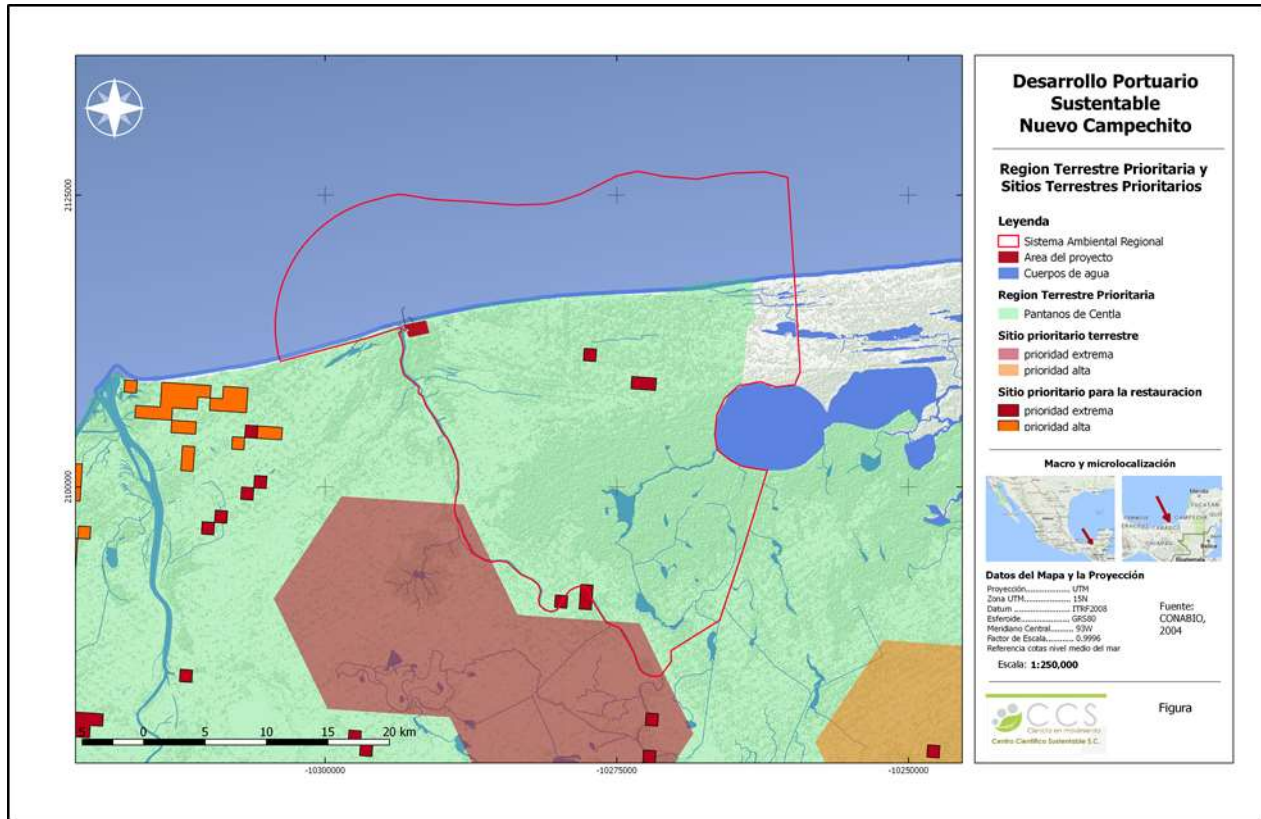 2125000
2100000
-10300000
-10275000
-10250000
5 0 5 10 15 20 km
Desarrollo Portuario
Sustentable
Nuevo Campechito
Region Terrestre Prioritaria y
Sitios Terrestres Prioritarios
Leyenda
Sistema Ambiental Regional
Area del proyecto
Cuerpos de agua
Region Terrestre Prioritaria
Pantanos de Centla
Sitio prioritario terrestre
prioridad extrema
prioridad alta
Sitio prioritario para la restauracion
prioridad extrema
prioridad alta
Macro y microlocalización
Datos del Mapa y la Proyección
Proyección.................. UTM
Zona UTM.................. 15N
Datum .................. ITRF2008
Esferoide.................. GRS80
Meridiano Central.......... 93W
Factor de Escala.......... 0.9996
Referencia cotas nivel medio del mar
Fuente:
CONABIO,
2004
Escala: 1:250,000
CCS
Ciencia en movimiento
Centro Científico Sustentable S.C.
Figura